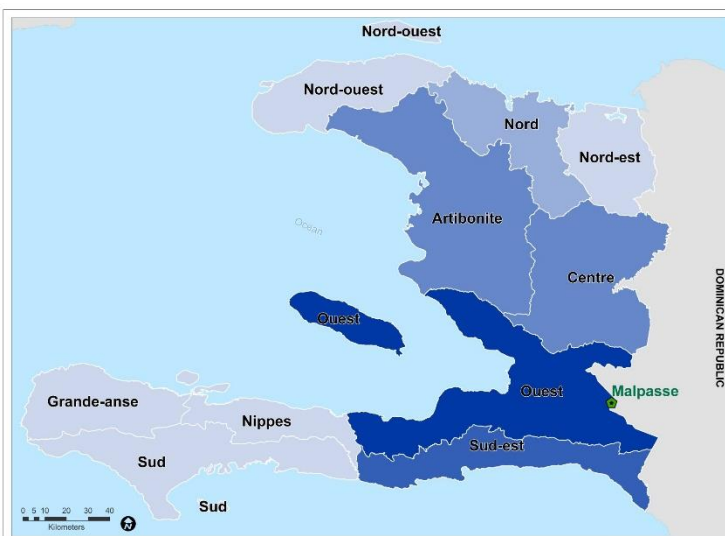 Nord-ouest
Nord-ouest
Nord
Nord-est
Artibonite
Ocean
Centre
DOMINICAN REPUBLIC
Ouest
Ouest
Malpasse
Grande-anse
Nippes
Sud-est
Sud
Sud
0 5 10 20 30 40
Kilometers
N